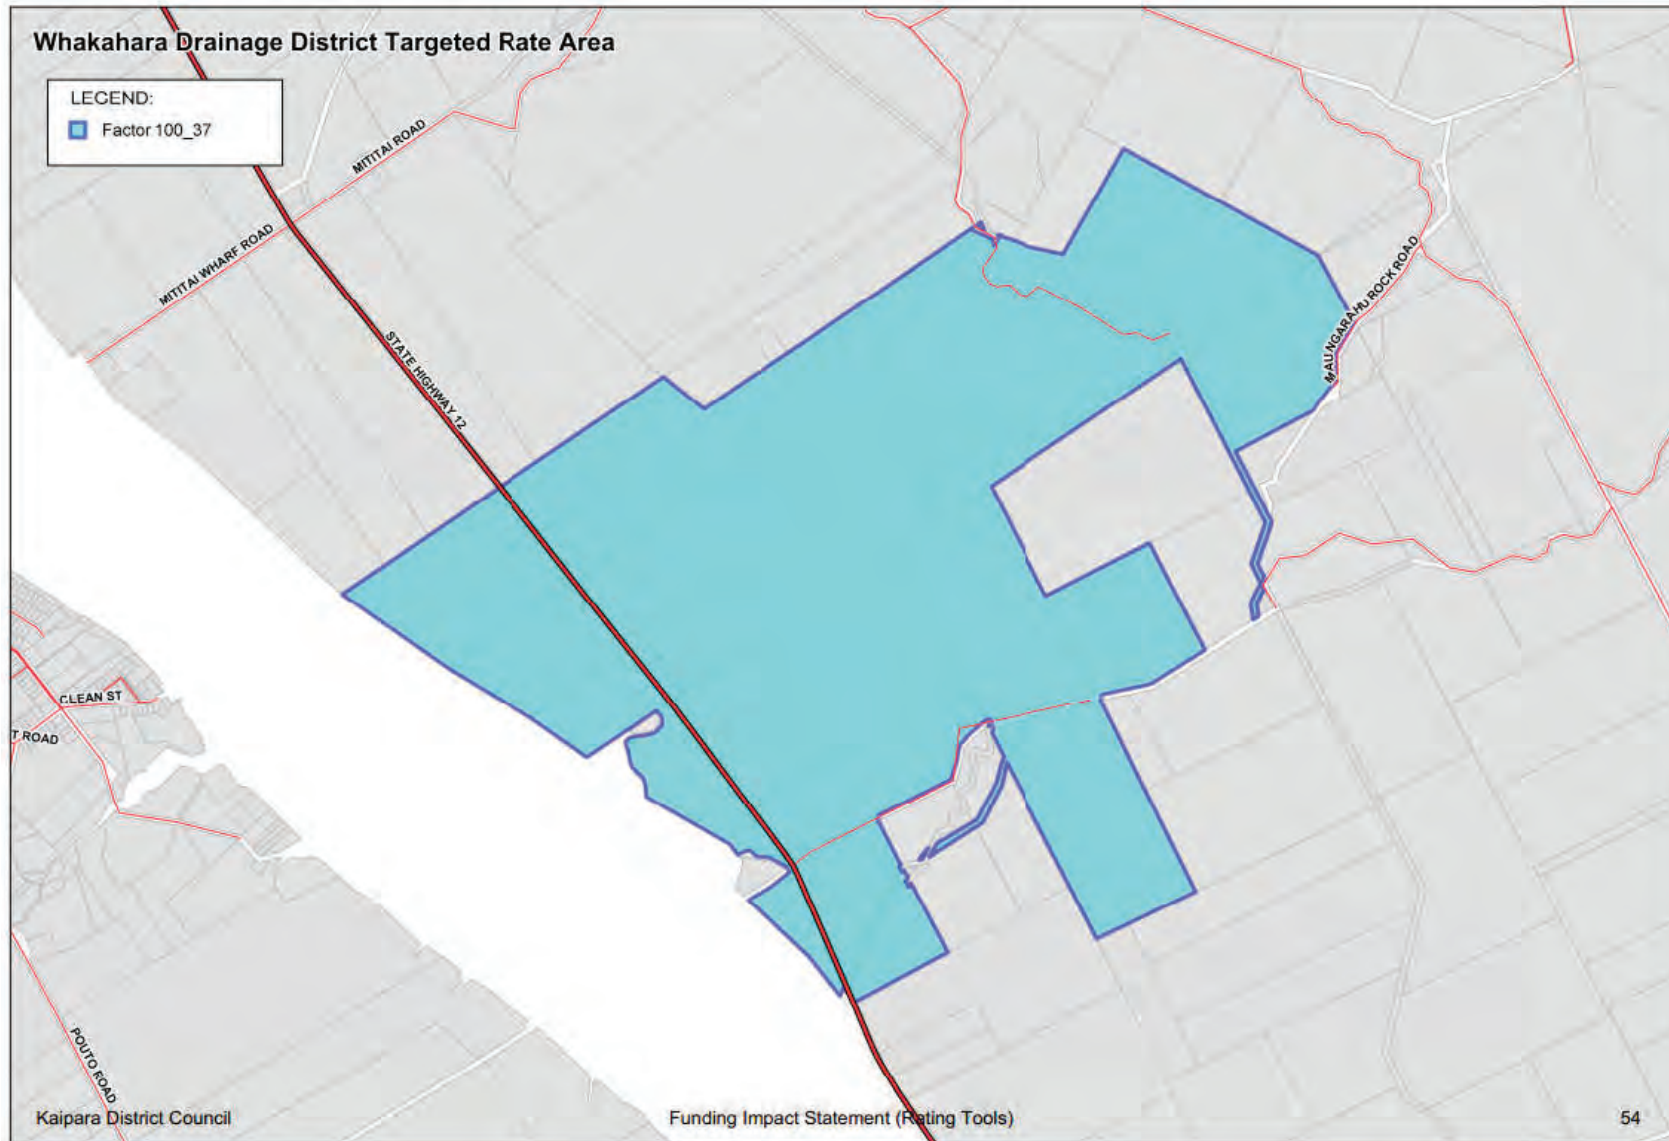 Whakahara Drainage District Targeted Rate Area
LEGEND:
Factor 100_37
MITITAI ROAD
MITITAI WHARF ROAD
STATE HIGHWAY 12
MAUNGARAHU ROCK ROAD
CLEAN ST
T ROAD
POUTO ROAD
Kaipara District Council
Funding Impact Statement (Rating Tools)
54